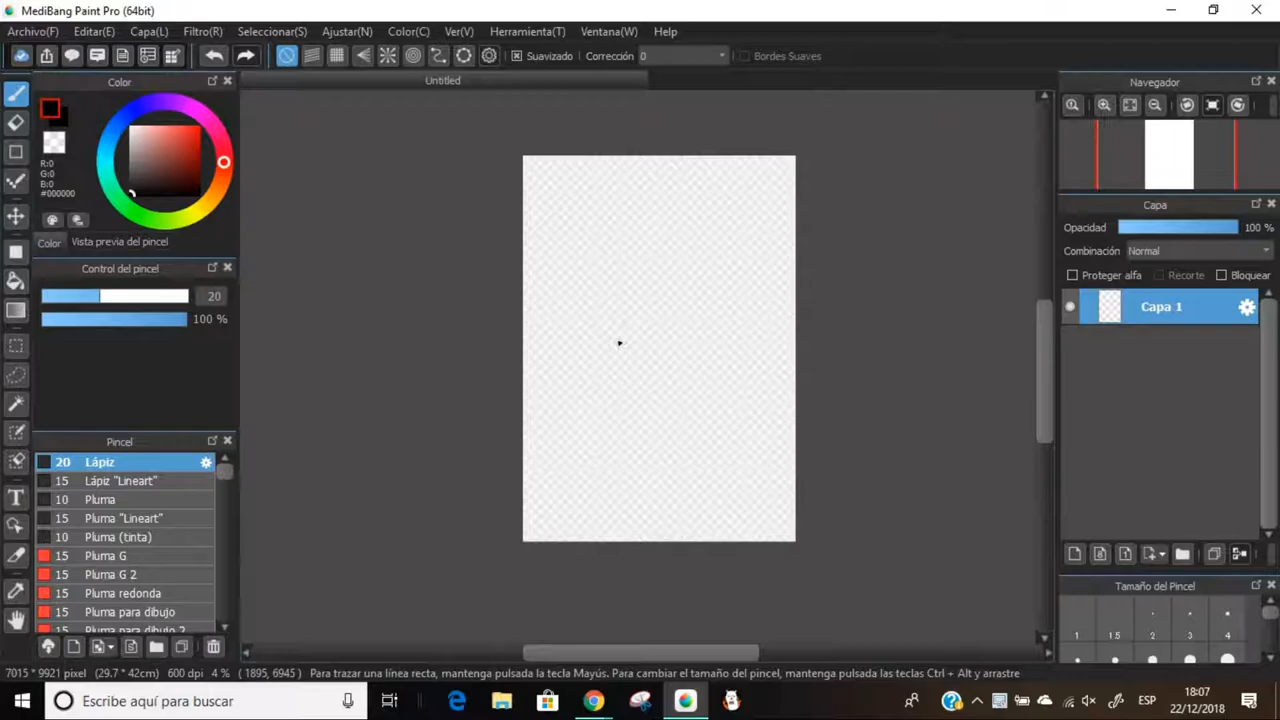 MediBang Paint Pro (64bit)
Archivo(F) Editar(E) Capa(L) Filtro(R) Seleccionar(S) Ajustar(N) Color(C) Ver(V) Herramienta(T) Ventana(W) Help
Suavizado Corrección 0 Bordes Suaves
Color
Untitled
R:0
G:0
B:0
#000000
Color Vista previa del pincel
Control del pincel
20
100 %
Pincel
20 Lápiz
15 Lápiz "Lineart"
10 Pluma
15 Pluma "Lineart"
10 Pluma (tinta)
15 Pluma G
15 Pluma G 2
15 Pluma redonda
15 Pluma para dibujo
15 Pluma para dibujo 2
Navegador
Capa
Opacidad 100 %
Combinación Normal
Proteger alfa Recorte Bloquear
Capa 1
Tamaño del Pincel
1 1.5 2 3 4
7015 * 9921 pixel (29.7 * 42cm) 600 dpi 4 % (1895, 6945) Para trazar una línea recta, mantenga pulsada la tecla Mayús. Para cambiar el tamaño del pincel, mantenga pulsadas las teclas Ctrl + Alt y arrastre
Escribe aquí para buscar
ESP
18:07
22/12/2018